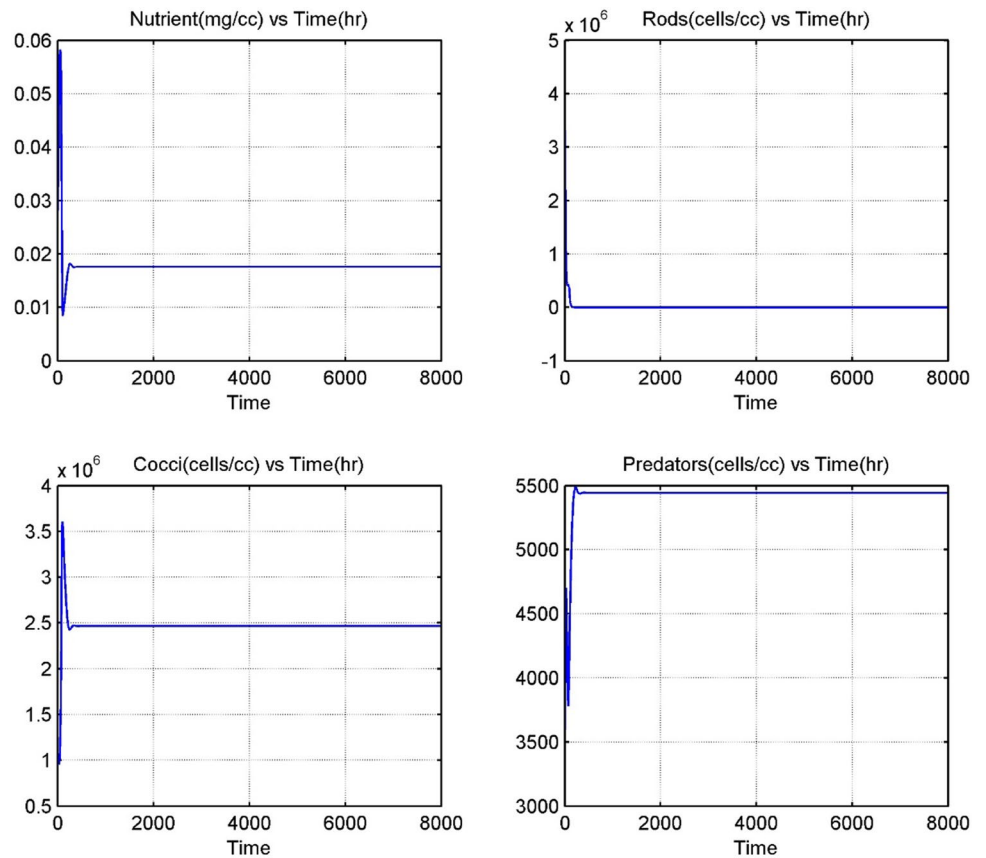 Nutrient(mg/cc) vs Time(hr)
0.06
0.05
0.04
0.03
0.02
0.01
0
0 2000 4000 6000 8000
Time
Rods(cells/cc) vs Time(hr)
x 10^6
5
4
3
2
1
0
-1
0 2000 4000 6000 8000
Time
Cocci(cells/cc) vs Time(hr)
x 10^6
4
3.5
3
2.5
2
1.5
1
0.5
0 2000 4000 6000 8000
Time
Predators(cells/cc) vs Time(hr)
5500
5000
4500
4000
3500
3000
0 2000 4000 6000 8000
Time